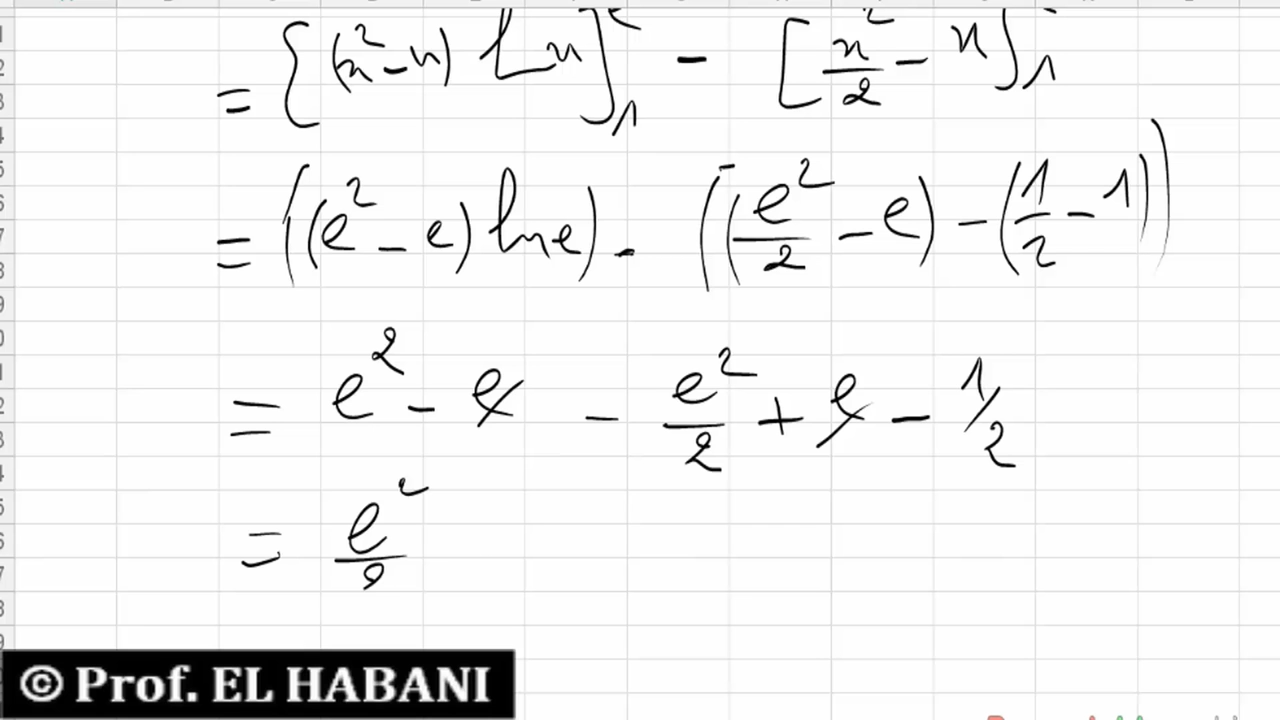 = [(x² - x) ln x]₁ᵉ - [x²/2 - x]₁
= ((e² - e) ln e) - ((e²/2 - e) - (1/2 - 1))
= e² - e - e²/2 + e - 1/2
= e²/2
© Prof. EL HABANI